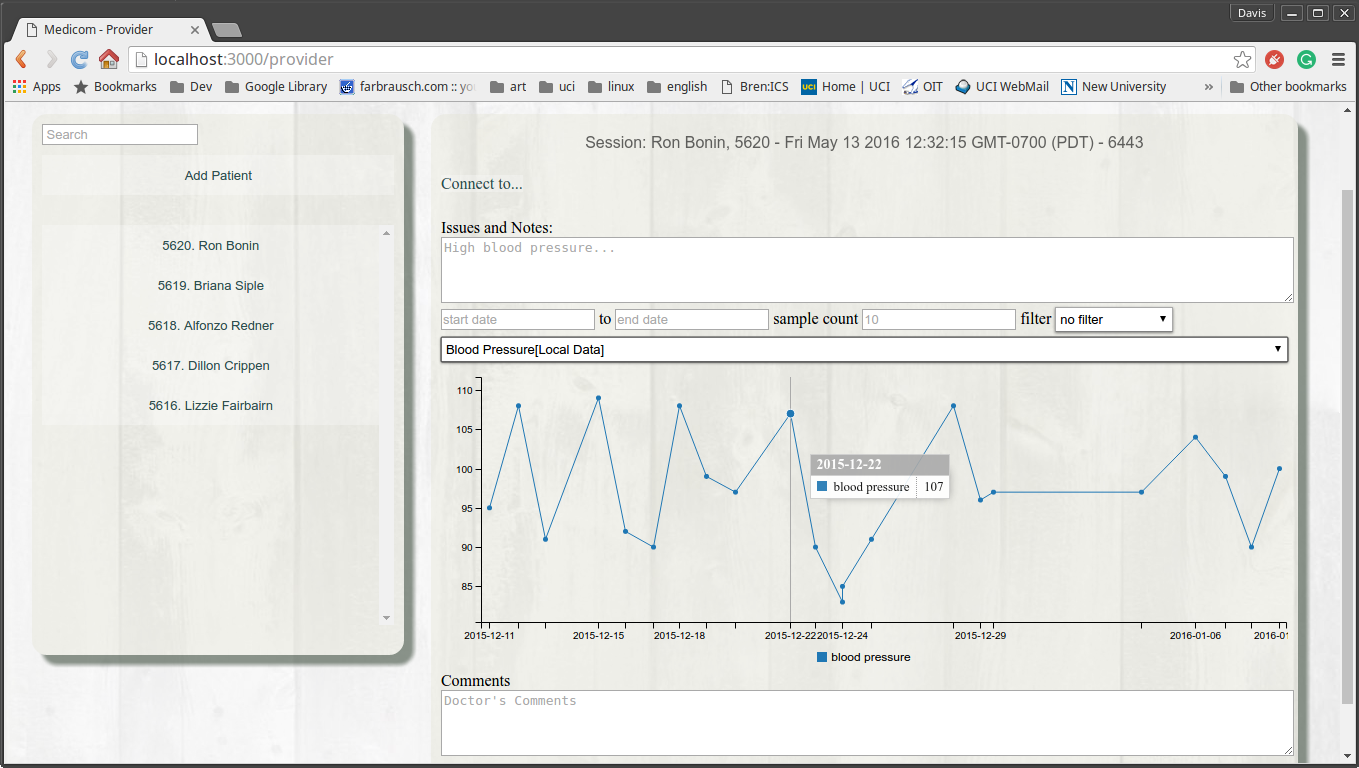 Davis
Medicom - Provider
localhost:3000/provider
Apps Bookmarks Dev Google Library farbrausch.com :: yo art uci linux english Bren:ICS UCI Home | UCI OIT UCI WebMail N New University » Other bookmarks
Search
Add Patient
5620. Ron Bonin
5619. Briana Siple
5618. Alfonzo Redner
5617. Dillon Crippen
5616. Lizzie Fairbairn
Session: Ron Bonin, 5620 - Fri May 13 2016 12:32:15 GMT-0700 (PDT) - 6443
Connect to...
Issues and Notes:
High blood pressure...
start date to end date sample count 10 filter no filter
Blood Pressure[Local Data]
110
105
100
95
90
85
2015-12-22
blood pressure 107
2015-12-11 2015-12-15 2015-12-18 2015-12-22 2015-12-24 2015-12-29 2016-01-06 2016-01
blood pressure
Comments
Doctor's Comments